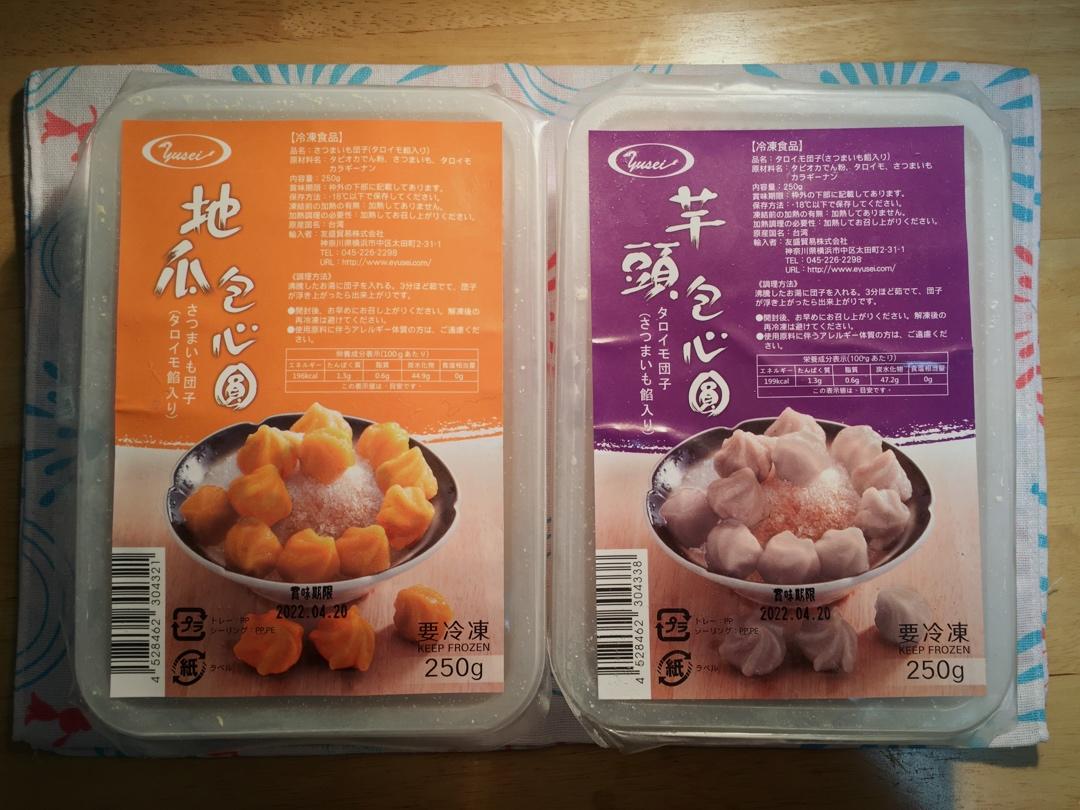 Yusei
地瓜包心圓
さつまいも団子
(タロイモ餡入り)
【冷凍食品】
品名：さつまいも団子(タロイモ餡入り)
原材料名：タピオカでん粉、さつまいも、タロイモ
カラギーナン
内容量：250g
賞味期限：枠外の下部に記載してあります。
保存方法：-18℃以下で保存してください。
凍結前の加熱の有無：加熱してありません。
加熱調理の必要性：加熱してお召し上がりください。
原産国名：台湾
輸入者：友盛貿易株式会社
神奈川県横浜市中区太田町2-31-1
TEL：045-226-2298
URL：http://www.eyusei.com/
《調理方法》
沸騰したお湯に団子を入れる。3分ほど茹でて、団子
が浮き上がったら出来上がりです。
●開封後、お早めにお召し上がりください。解凍後の
再冷凍は避けてください。
●使用原料に伴うアレルギー体質の方は、ご遠慮くだ
さい。
栄養成分表示(100gあたり)
エネルギー たんぱく質 脂質 炭水化物 食塩相当量
196kcal 1.3g 0.6g 44.9g 0g
この表示値は、目安です。
賞味期限
2022.04.20
プラ
トレー：PP
シーリング：PP,PE
紙
ラベル
要冷凍
KEEP FROZEN
250g
4 528462 304321
Yusei
芋頭包心圓
タロイモ団子
(さつまいも餡入り)
【冷凍食品】
品名：タロイモ団子(さつまいも餡入り)
原材料名：タピオカでん粉、タロイモ、さつまいも
カラギーナン
内容量：250g
賞味期限：枠外の下部に記載してあります。
保存方法：-18℃以下で保存してください。
凍結前の加熱の有無：加熱してありません。
加熱調理の必要性：加熱してお召し上がりください。
原産国名：台湾
輸入者：友盛貿易株式会社
神奈川県横浜市中区太田町2-31-1
TEL：045-226-2298
URL：http://www.eyusei.com/
《調理方法》
沸騰したお湯に団子を入れる。3分ほど茹でて、団子
が浮き上がったら出来上がりです。
●開封後、お早めにお召し上がりください。解凍後の
再冷凍は避けてください。
●使用原料に伴うアレルギー体質の方は、ご遠慮くだ
さい。
栄養成分表示(100gあたり)
エネルギー たんぱく質 脂質 炭水化物 食塩相当量
199kcal 1.3g 0.6g 47.2g 0g
この表示値は、目安です。
賞味期限
2022.04.20
プラ
トレー：PP
シーリング：PP,PE
紙
ラベル
要冷凍
KEEP FROZEN
250g
4 528462 304338